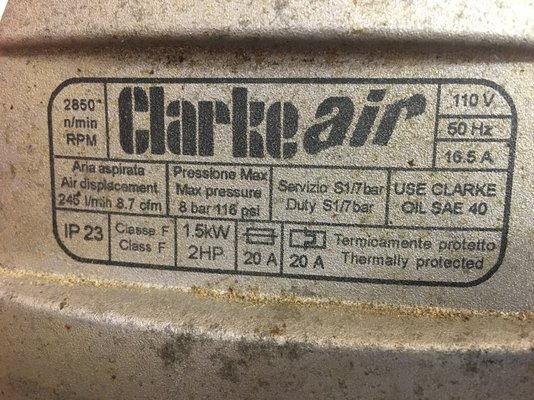 2850
n/min
RPM
Clarke air
110 V
50 Hz
16.5 A
Aria aspirata
Air displacement
245 l/min 8.7 cfm
Pressione Max
Max pressure
8 bar 116 psi
Servizio S1/7bar
Duty S1/7bar
USE CLARKE
OIL SAE 40
IP 23
Classe F
Class F
1.5kW
2HP
20 A
20 A
Termicamente protetto
Thermally protected